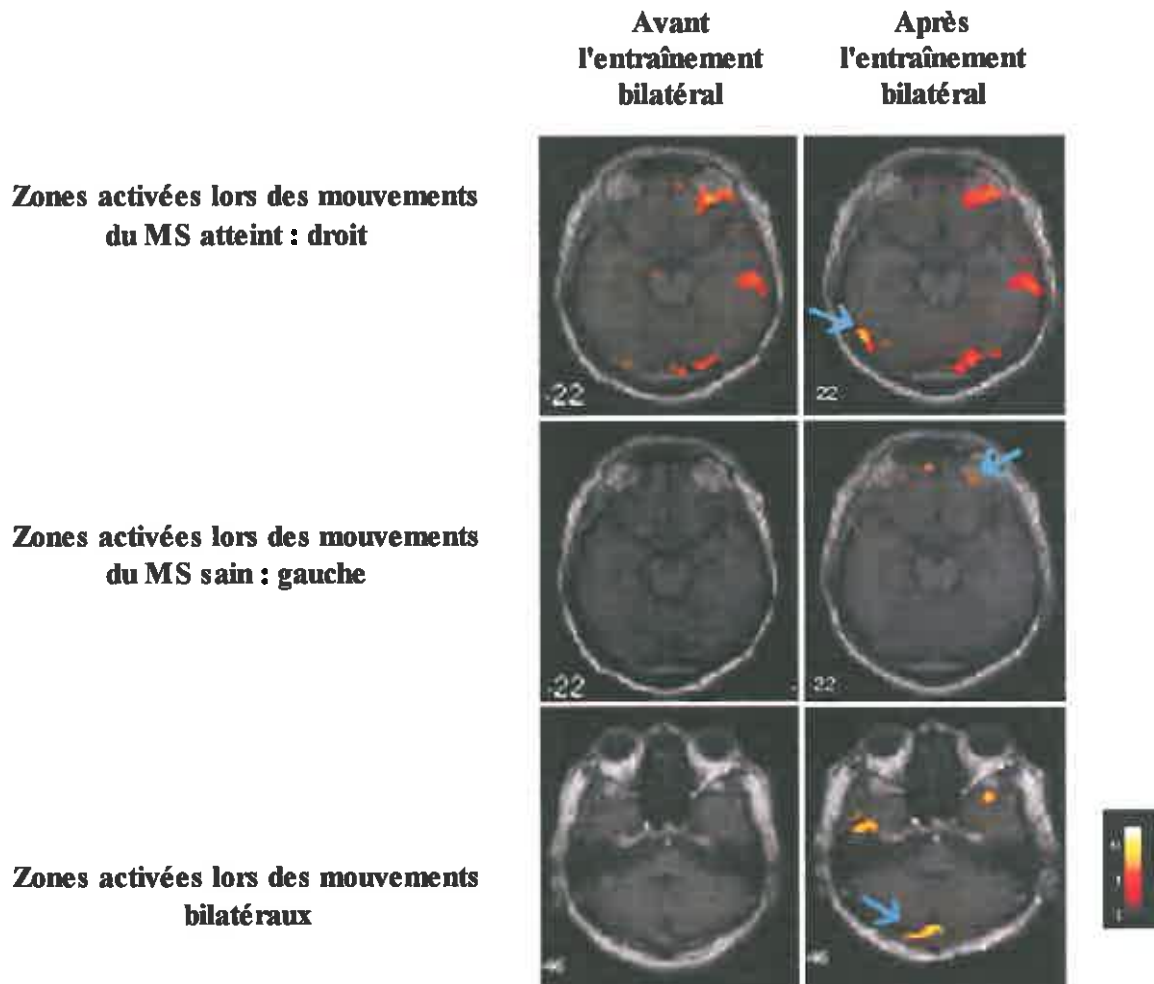 Avant
l'entraînement
bilatéral
Après
l'entraînement
bilatéral
Zones activées lors des mouvements
du MS atteint : droit
-22
22
Zones activées lors des mouvements
du MS sain : gauche
-22
22
Zones activées lors des mouvements
bilatéraux